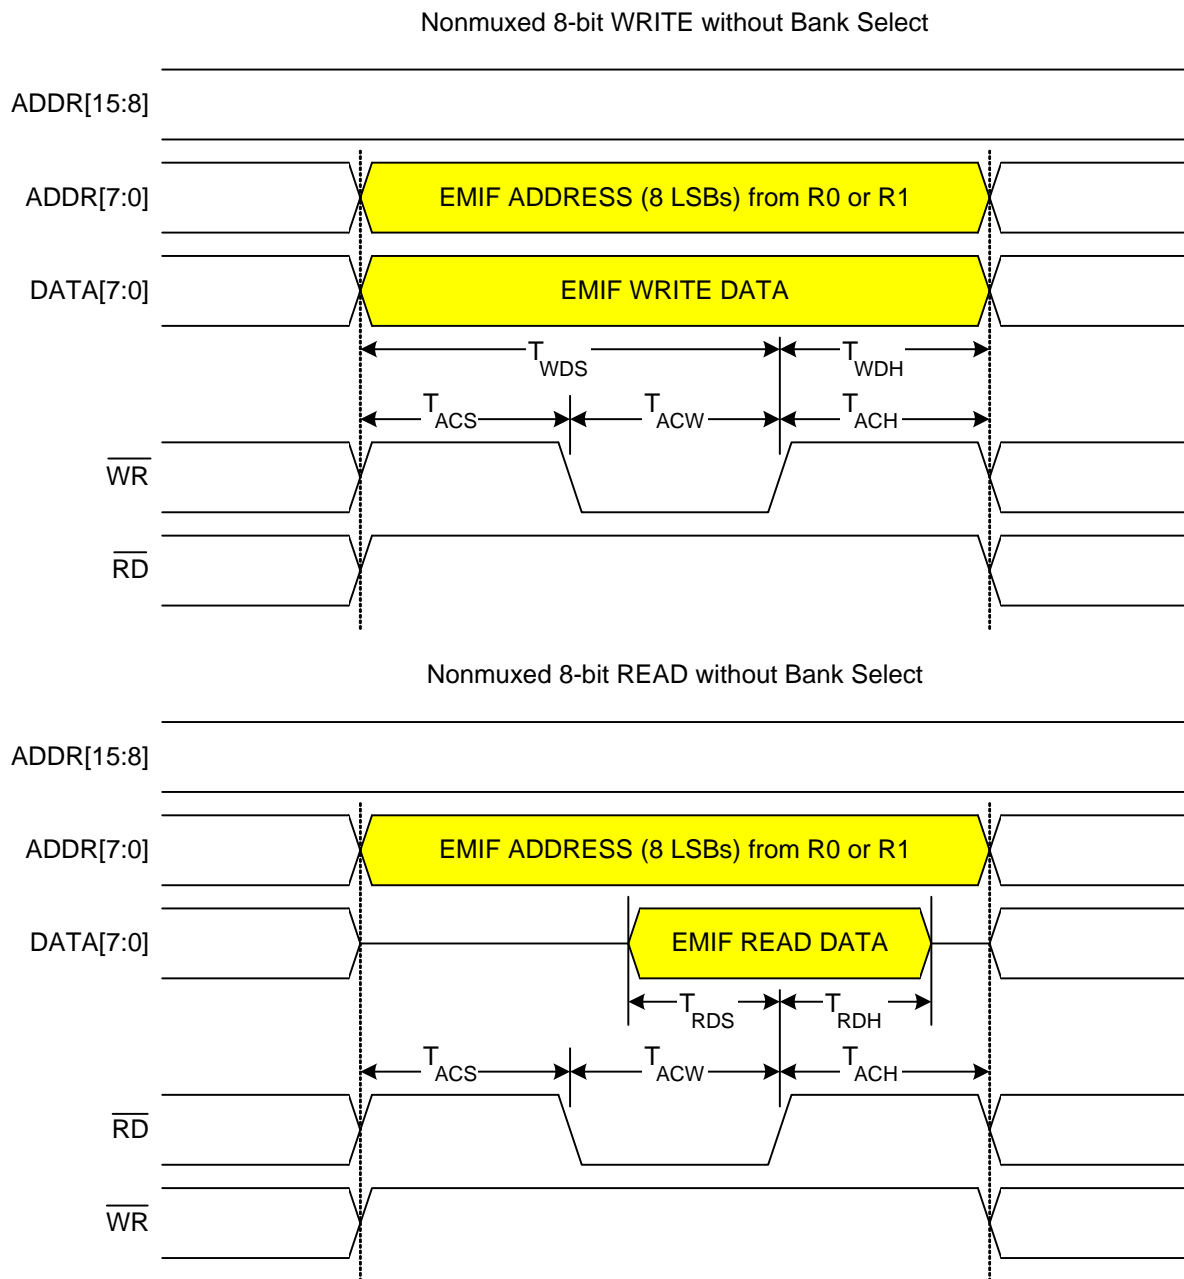 Nonmuxed 8-bit WRITE without Bank Select
ADDR[15:8]
ADDR[7:0] EMIF ADDRESS (8 LSBs) from R0 or R1
DATA[7:0] EMIF WRITE DATA
TWDS TWDH
TACS TACW TACH
WR
RD
Nonmuxed 8-bit READ without Bank Select
ADDR[15:8]
ADDR[7:0] EMIF ADDRESS (8 LSBs) from R0 or R1
DATA[7:0] EMIF READ DATA
TRDS TRDH
TACS TACW TACH
RD
WR